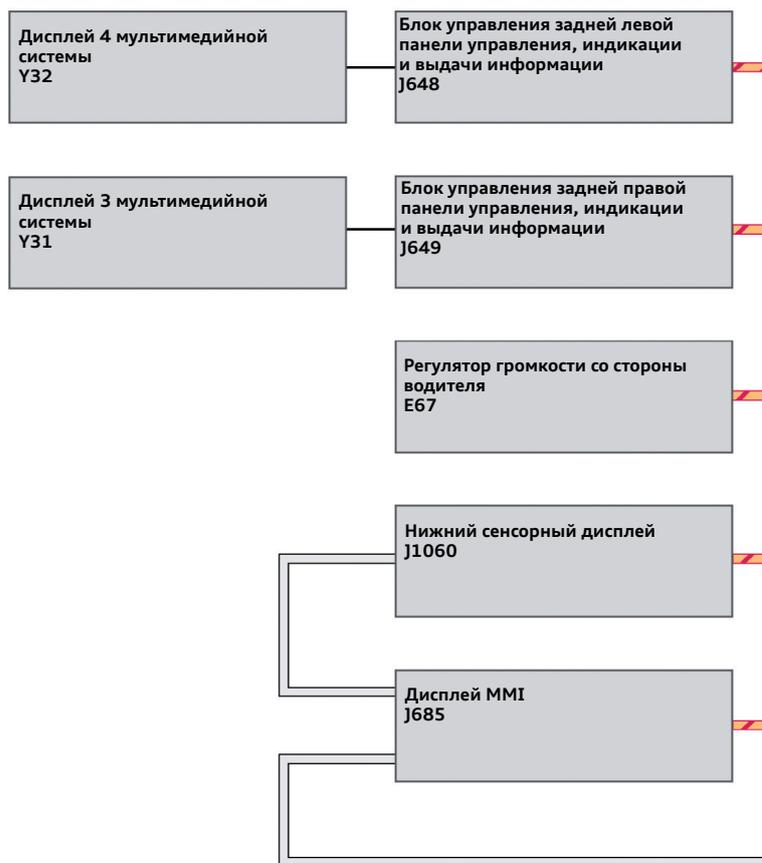 Дисплей 4 мультимедийной
системы
Y32
Блок управления задней левой
панели управления, индикации
и выдачи информации
J648
Дисплей 3 мультимедийной
системы
Y31
Блок управления задней правой
панели управления, индикации
и выдачи информации
J649
Регулятор громкости со стороны
водителя
E67
Нижний сенсорный дисплей
J1060
Дисплей MMI
J685